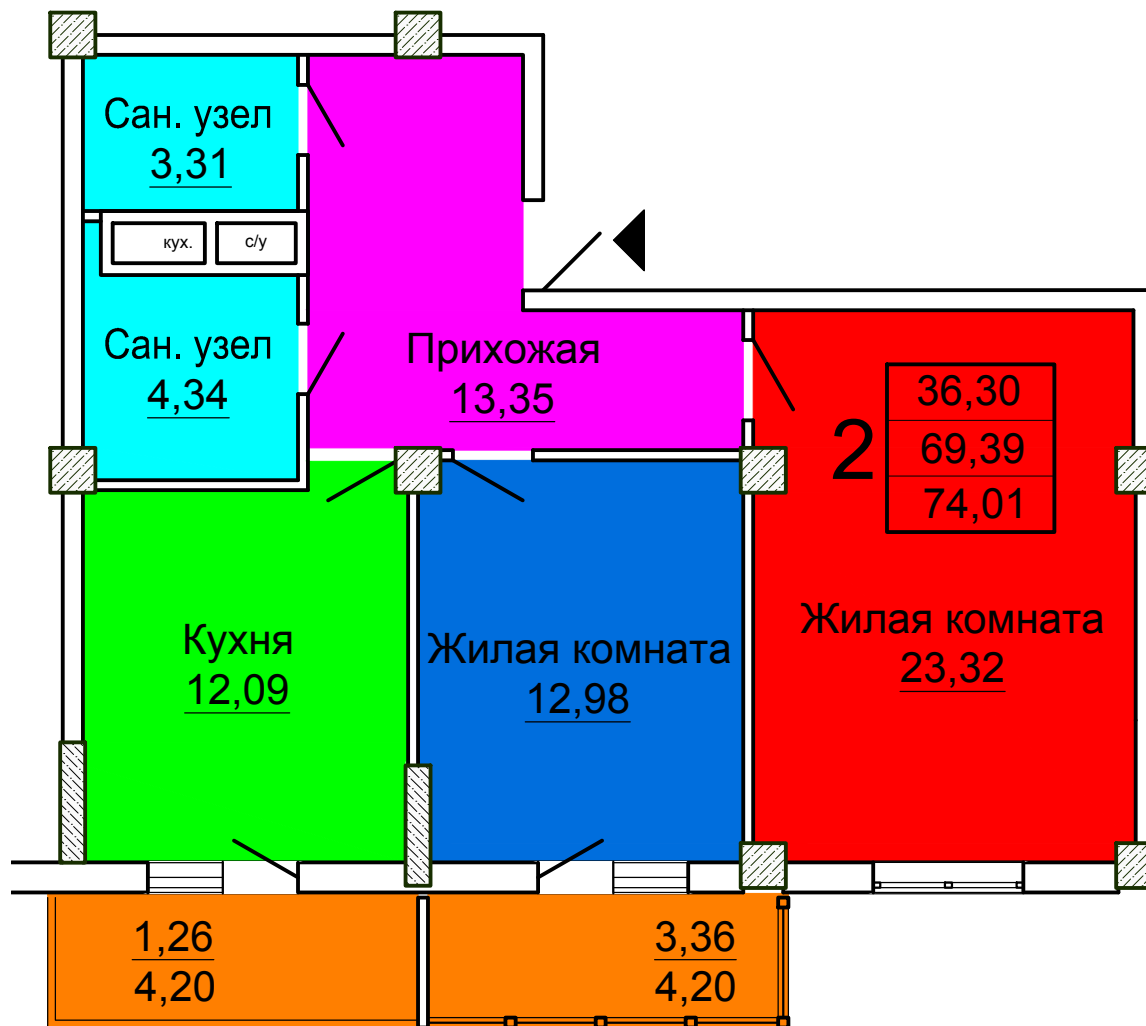 Сан. узел
3,31
кух.
с/у
Сан. узел
4,34
Прихожая
13,35
2
36,30
69,39
74,01
Кухня
12,09
Жилая комната
12,98
Жилая комната
23,32
1,26
4,20
3,36
4,20